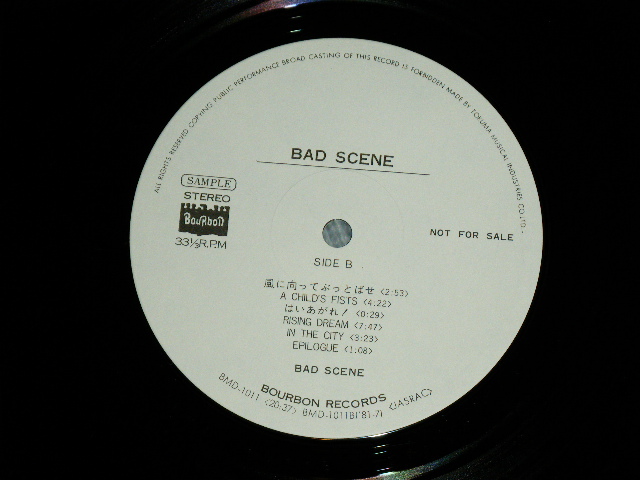 ALL RIGHTS RESERVED COPYING PUBLIC PERFORMANCE BROAD CASTING OF THIS RECORD IS FORBIDDEN MADE BY TOKUMA MUSICAL INDUSTRIES CO.,LTD.
BAD SCENE
SAMPLE
STEREO
BouRboN
33⅓R.P.M
NOT FOR SALE
SIDE B
風に向ってぶっとばせ <2:53>
A CHILD'S FISTS <4:22>
はいあがれ! <0:29>
RISING DREAM <7:47>
IN THE CITY <3:23>
EPILOGUE <1:08>
BAD SCENE
BOURBON RECORDS
BMD-1011 <20:27> BMD-1011B('81-7) <JASRAC>